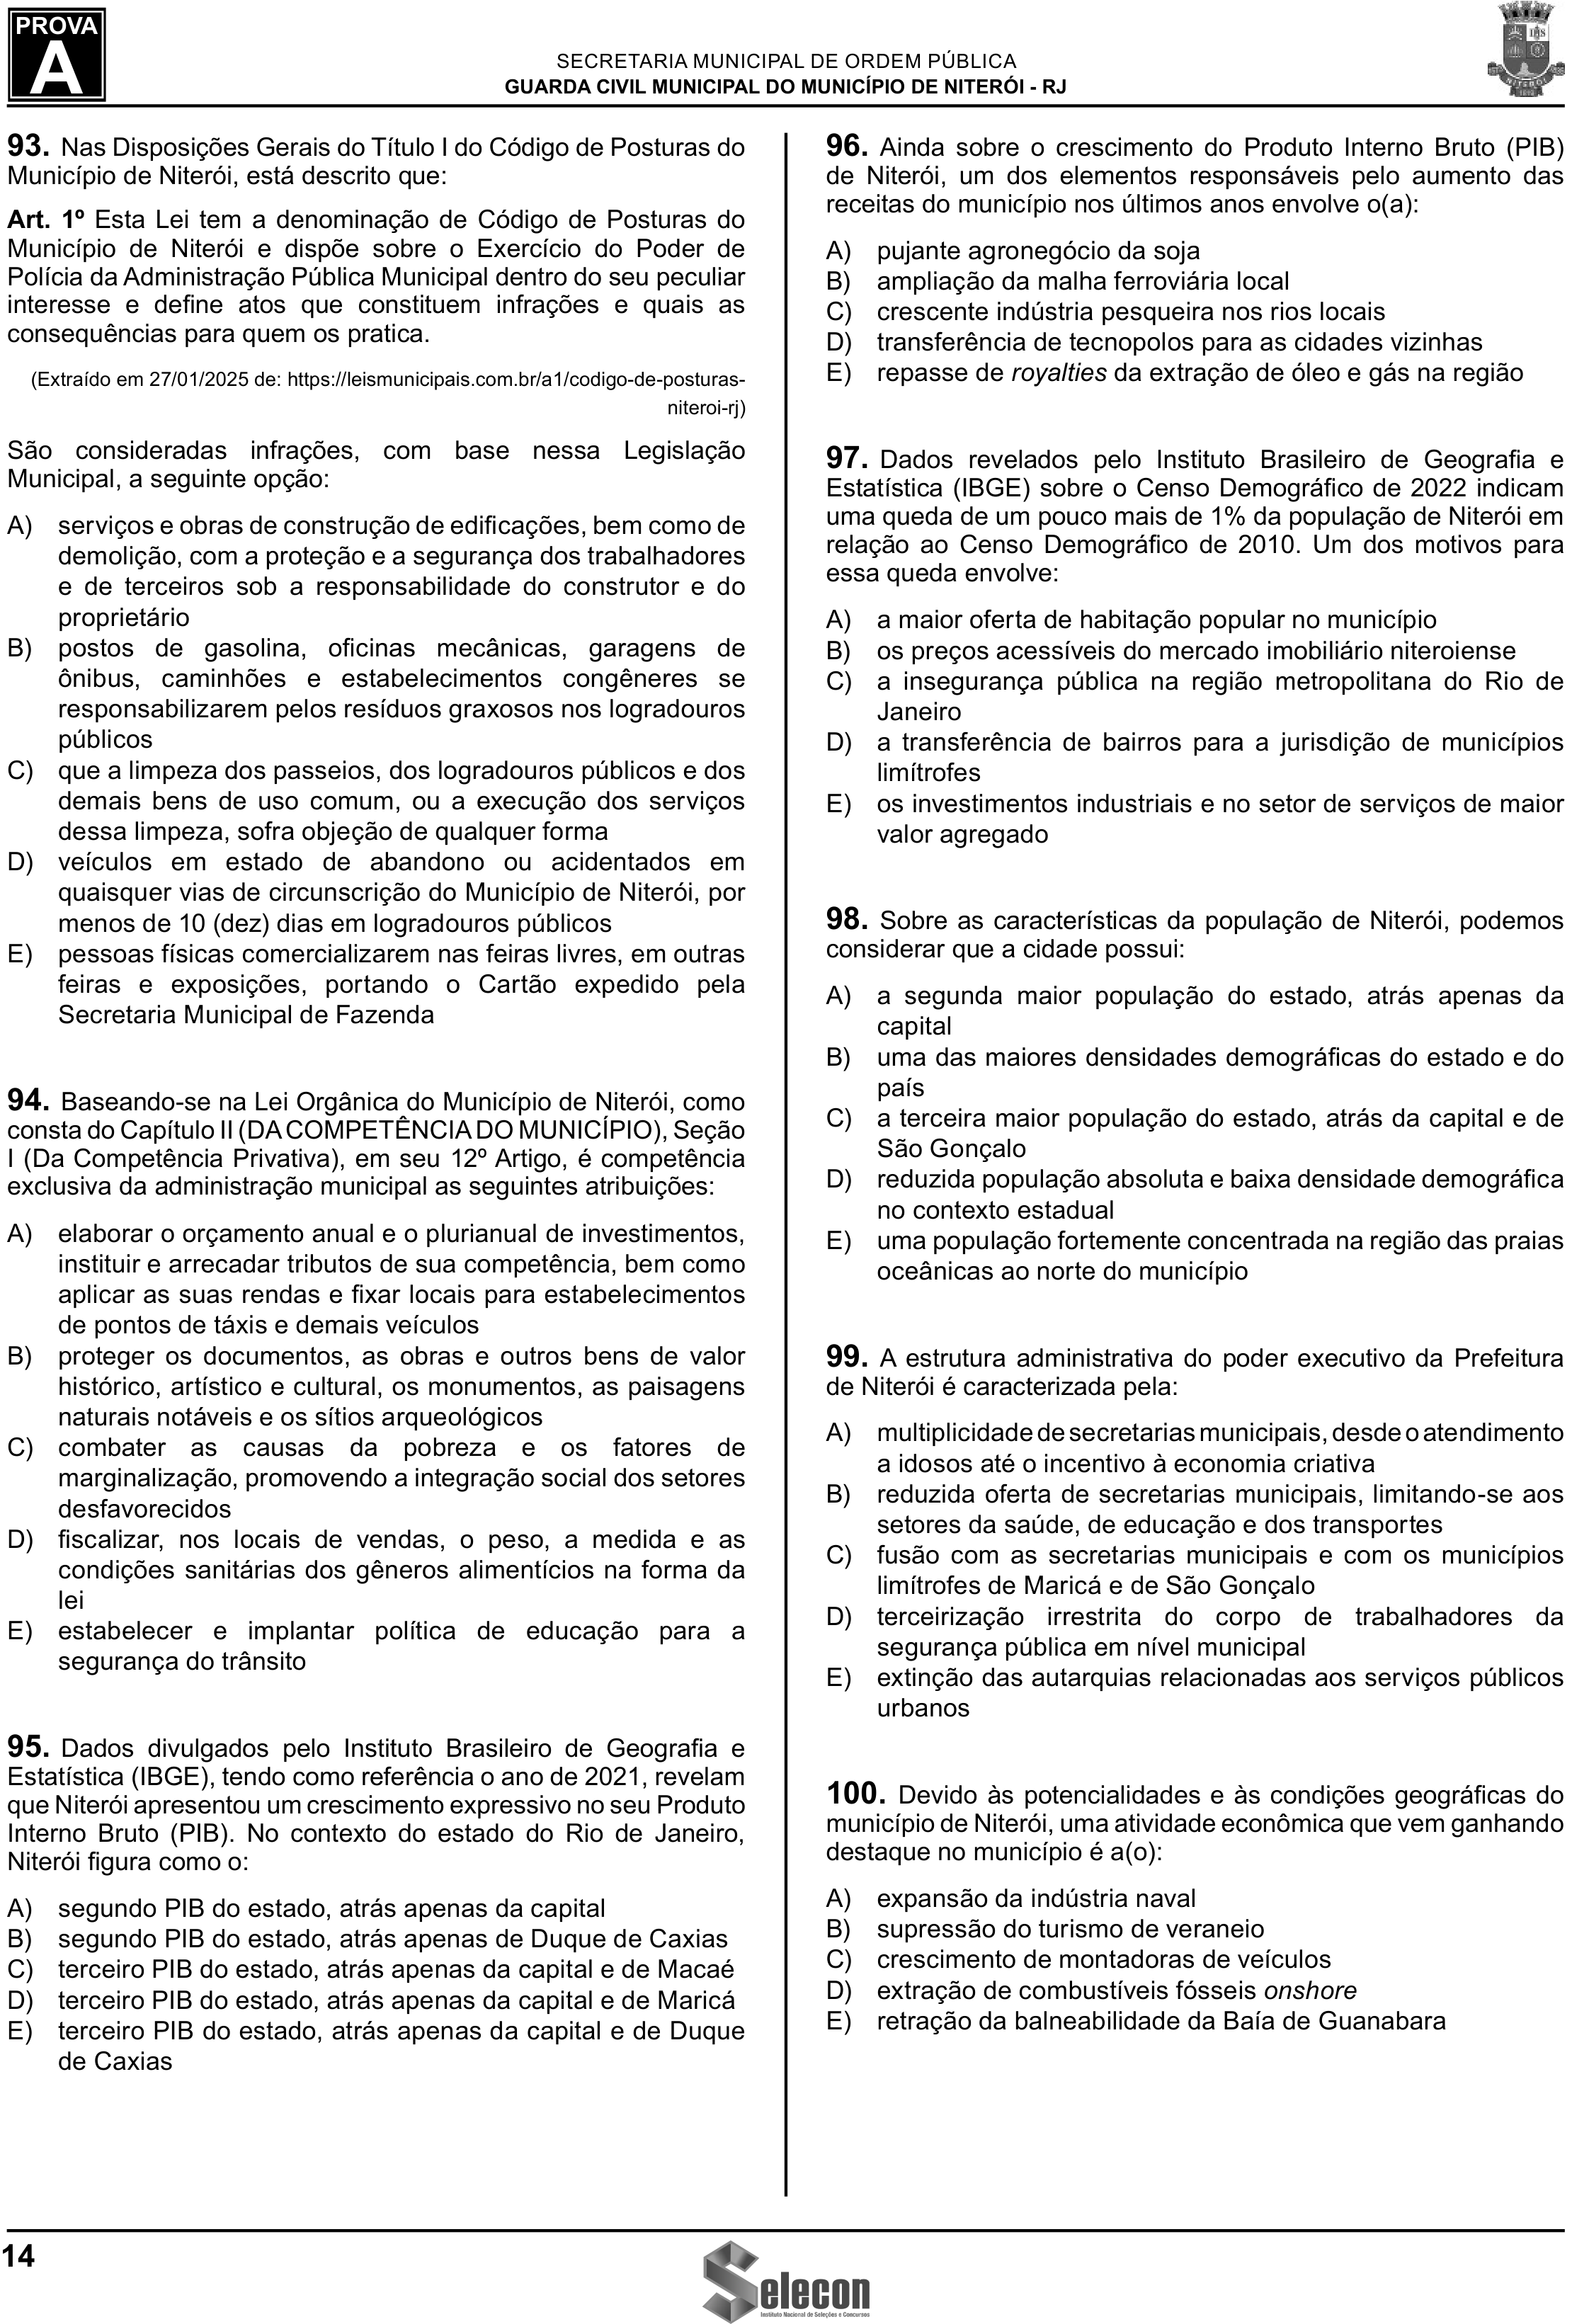 PROVA
A
SECRETARIA MUNICIPAL DE ORDEM PÚBLICA
GUARDA CIVIL MUNICIPAL DO MUNICÍPIO DE NITERÓI - RJ
93. Nas Disposições Gerais do Título I do Código de Posturas do
Município de Niterói, está descrito que:
Art. 1º Esta Lei tem a denominação de Código de Posturas do
Município de Niterói e dispõe sobre o Exercício do Poder de
Polícia da Administração Pública Municipal dentro do seu peculiar
interesse e define atos que constituem infrações e quais as
consequências para quem os pratica.
(Extraído em 27/01/2025 de: https://leismunicipais.com.br/a1/codigo-de-posturas-
niteroi-rj)
São consideradas infrações, com base nessa Legislação
Municipal, a seguinte opção:
A) serviços e obras de construção de edificações, bem como de
demolição, com a proteção e a segurança dos trabalhadores
e de terceiros sob a responsabilidade do construtor e do
proprietário
B) postos de gasolina, oficinas mecânicas, garagens de
ônibus, caminhões e estabelecimentos congêneres se
responsabilizarem pelos resíduos graxosos nos logradouros
públicos
C) que a limpeza dos passeios, dos logradouros públicos e dos
demais bens de uso comum, ou a execução dos serviços
dessa limpeza, sofra objeção de qualquer forma
D) veículos em estado de abandono ou acidentados em
quaisquer vias de circunscrição do Município de Niterói, por
menos de 10 (dez) dias em logradouros públicos
E) pessoas físicas comercializarem nas feiras livres, em outras
feiras e exposições, portando o Cartão expedido pela
Secretaria Municipal de Fazenda
94. Baseando-se na Lei Orgânica do Município de Niterói, como
consta do Capítulo II (DA COMPETÊNCIA DO MUNICÍPIO), Seção
I (Da Competência Privativa), em seu 12º Artigo, é competência
exclusiva da administração municipal as seguintes atribuições:
A) elaborar o orçamento anual e o plurianual de investimentos,
instituir e arrecadar tributos de sua competência, bem como
aplicar as suas rendas e fixar locais para estabelecimentos
de pontos de táxis e demais veículos
B) proteger os documentos, as obras e outros bens de valor
histórico, artístico e cultural, os monumentos, as paisagens
naturais notáveis e os sítios arqueológicos
C) combater as causas da pobreza e os fatores de
marginalização, promovendo a integração social dos setores
desfavorecidos
D) fiscalizar, nos locais de vendas, o peso, a medida e as
condições sanitárias dos gêneros alimentícios na forma da
lei
E) estabelecer e implantar política de educação para a
segurança do trânsito
95. Dados divulgados pelo Instituto Brasileiro de Geografia e
Estatística (IBGE), tendo como referência o ano de 2021, revelam
que Niterói apresentou um crescimento expressivo no seu Produto
Interno Bruto (PIB). No contexto do estado do Rio de Janeiro,
Niterói figura como o:
A) segundo PIB do estado, atrás apenas da capital
B) segundo PIB do estado, atrás apenas de Duque de Caxias
C) terceiro PIB do estado, atrás apenas da capital e de Macaé
D) terceiro PIB do estado, atrás apenas da capital e de Maricá
E) terceiro PIB do estado, atrás apenas da capital e de Duque
de Caxias
96. Ainda sobre o crescimento do Produto Interno Bruto (PIB)
de Niterói, um dos elementos responsáveis pelo aumento das
receitas do município nos últimos anos envolve o(a):
A) pujante agronegócio da soja
B) ampliação da malha ferroviária local
C) crescente indústria pesqueira nos rios locais
D) transferência de tecnopolos para as cidades vizinhas
E) repasse de royalties da extração de óleo e gás na região
97. Dados revelados pelo Instituto Brasileiro de Geografia e
Estatística (IBGE) sobre o Censo Demográfico de 2022 indicam
uma queda de um pouco mais de 1% da população de Niterói em
relação ao Censo Demográfico de 2010. Um dos motivos para
essa queda envolve:
A) a maior oferta de habitação popular no município
B) os preços acessíveis do mercado imobiliário niteroiense
C) a insegurança pública na região metropolitana do Rio de
Janeiro
D) a transferência de bairros para a jurisdição de municípios
limítrofes
E) os investimentos industriais e no setor de serviços de maior
valor agregado
98. Sobre as características da população de Niterói, podemos
considerar que a cidade possui:
A) a segunda maior população do estado, atrás apenas da
capital
B) uma das maiores densidades demográficas do estado e do
país
C) a terceira maior população do estado, atrás da capital e de
São Gonçalo
D) reduzida população absoluta e baixa densidade demográfica
no contexto estadual
E) uma população fortemente concentrada na região das praias
oceânicas ao norte do município
99. A estrutura administrativa do poder executivo da Prefeitura
de Niterói é caracterizada pela:
A) multiplicidade de secretarias municipais, desde o atendimento
a idosos até o incentivo à economia criativa
B) reduzida oferta de secretarias municipais, limitando-se aos
setores da saúde, de educação e dos transportes
C) fusão com as secretarias municipais e com os municípios
limítrofes de Maricá e de São Gonçalo
D) terceirização irrestrita do corpo de trabalhadores da
segurança pública em nível municipal
E) extinção das autarquias relacionadas aos serviços públicos
urbanos
100. Devido às potencialidades e às condições geográficas do
município de Niterói, uma atividade econômica que vem ganhando
destaque no município é a(o):
A) expansão da indústria naval
B) supressão do turismo de veraneio
C) crescimento de montadoras de veículos
D) extração de combustíveis fósseis onshore
E) retração da balneabilidade da Baía de Guanabara
14
Selecon
Instituto Nacional de Seleções e Concursos